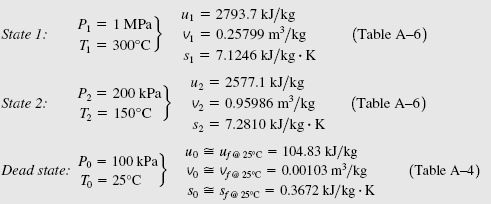 u₁ = 2793.7 kJ/kg
State 1: P₁ = 1 MPa v₁ = 0.25799 m³/kg (Table A–6)
T₁ = 300°C s₁ = 7.1246 kJ/kg · K
u₂ = 2577.1 kJ/kg
State 2: P₂ = 200 kPa v₂ = 0.95986 m³/kg (Table A–6)
T₂ = 150°C s₂ = 7.2810 kJ/kg · K
u₀ ≅ u_f @ 25°C = 104.83 kJ/kg
Dead state: P₀ = 100 kPa v₀ ≅ v_f @ 25°C = 0.00103 m³/kg (Table A–4)
T₀ = 25°C s₀ ≅ s_f @ 25°C = 0.3672 kJ/kg · K